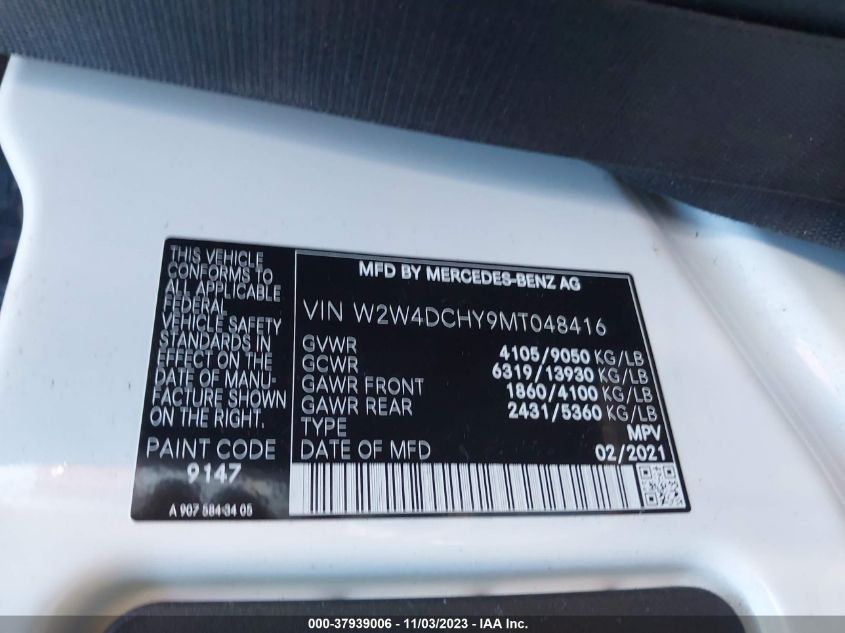 THIS VEHICLE
CONFORMS TO
ALL APPLICABLE
FEDERAL
VEHICLE SAFETY
STANDARDS IN
EFFECT ON THE
DATE OF MANU-
FACTURE SHOWN
ON THE RIGHT.
PAINT CODE
9147
A 907 584 34 05
MFD BY MERCEDES-BENZ AG
VIN W2W4DCHY9MT048416
GVWR 4105/9050 KG/LB
GCWR 6319/13930 KG/LB
GAWR FRONT 1860/4100 KG/LB
GAWR REAR 2431/5360 KG/LB
TYPE MPV
DATE OF MFD 02/2021
000-37939006 - 11/03/2023 - IAA Inc.